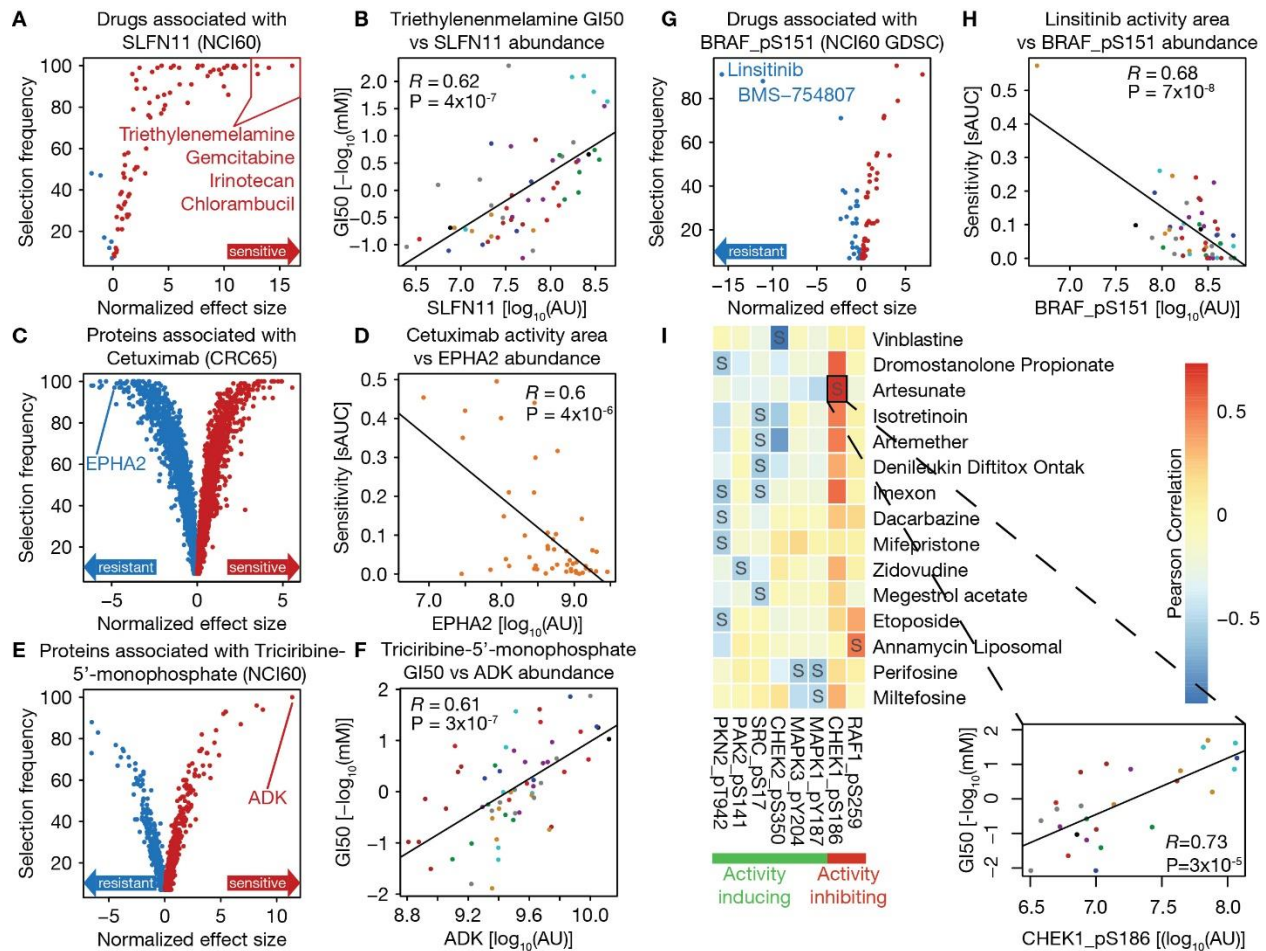 A
Drugs associated with
SLFN11 (NCI60)
Selection frequency
100
80
60
40
20
Triethylenemelamine
Gemcitabine
Irinotecan
Chlorambucil
sensitive
0 5 10 15
Normalized effect size
B
Triethylenenmelamine GI50
vs SLFN11 abundance
GI50 [−log10(mM)]
2.0
1.5
1.0
0.5
0.0
−0.5
−1.0
R = 0.62
P = 4x10-7
6.5 7.0 7.5 8.0 8.5
SLFN11 [log10(AU)]
G
Drugs associated with
BRAF_pS151 (NCI60 GDSC)
Selection frequency
80
60
40
20
Linsitinib
BMS−754807
resistant
−15 −10 −5 0 5
Normalized effect size
H
Linsitinib activity area
vs BRAF_pS151 abundance
Sensitivity [sAUC]
0.5
0.4
0.3
0.2
0.1
0.0
R = 0.68
P = 7x10-8
7.0 7.5 8.0 8.5
BRAF_pS151 [log10(AU)]
C
Proteins associated with
Cetuximab (CRC65)
Selection frequency
100
80
60
40
20
EPHA2
resistant
sensitive
−5 0 5
Normalized effect size
D
Cetuximab activity area
vs EPHA2 abundance
Sensitivity [sAUC]
0.5
0.4
0.3
0.2
0.1
0.0
R = 0.6
P = 4x10-6
7.0 8.0 9.0
EPHA2 [log10(AU)]
E
Proteins associated with Triciribine-
5’-monophosphate (NCI60)
Selection frequency
100
80
60
40
20
ADK
resistant
sensitive
−5 0 5 10
Normalized effect size
F
Triciribine-5’-monophosphate
GI50 vs ADK abundance
GI50 [−log10(mM)]
2
1
0
−1
−2
R = 0.61
P = 3x10-7
8.8 9.2 9.6 10.0
ADK [log10(AU)]
I
S Vinblastine
S Dromostanolone Propionate
S Artesunate
S Isotretinoin
S Artemether
S Denileukin Diftitox Ontak
S S Imexon
S Dacarbazine
S Mifepristone
S Zidovudine
S Megestrol acetate
S Etoposide
S Annamycin Liposomal
S S Perifosine
S Miltefosine
PKN2_pT942
PAK2_pS141
SRC_pS17
CHEK2_pS350
MAPK3_pY204
MAPK1_pY187
CHEK1_pS186
RAF1_pS259
Activity
inducing
Activity
inhibiting
Pearson Correlation
0.5
0
−0.5
GI50 [-log10(mM)]
2
1
0
−1
−2
R=0.73
P=3x10-5
6.5 7.0 7.5 8.0
CHEK1_pS186 [(log10(AU)]